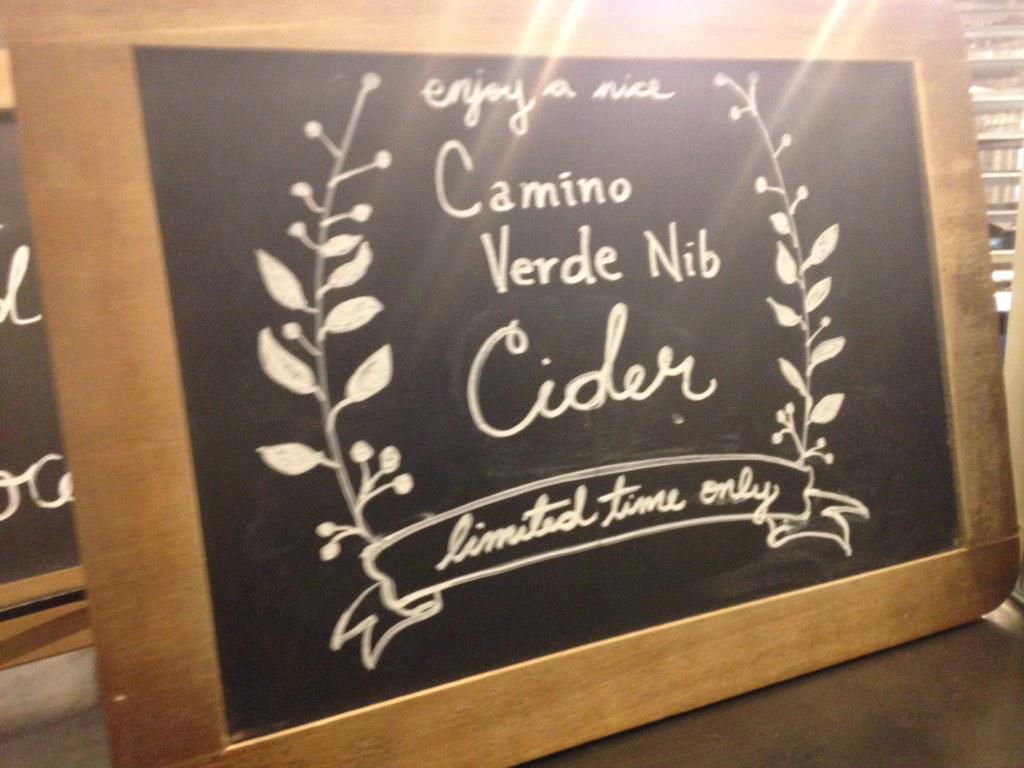 enjoy a nice
Camino
Verde Nib
Cider
limited time only